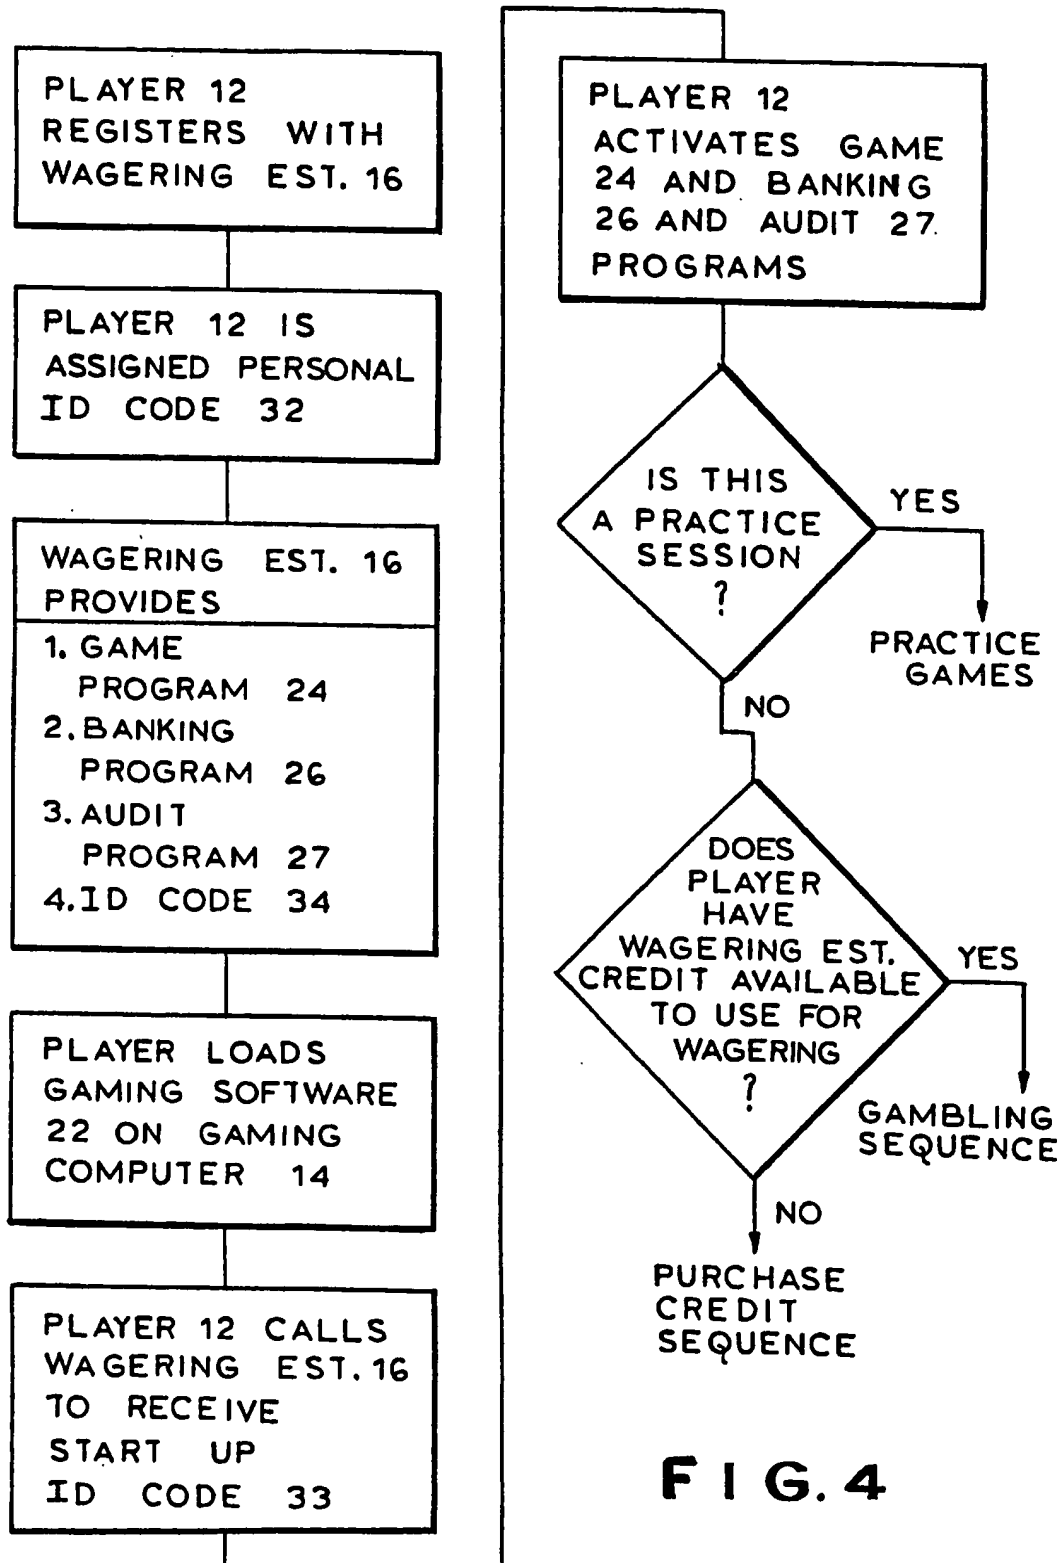 PLAYER 12
REGISTERS WITH
WAGERING EST. 16
PLAYER 12 IS
ASSIGNED PERSONAL
ID CODE 32
WAGERING EST. 16
PROVIDES
1. GAME
PROGRAM 24
2. BANKING
PROGRAM 26
3. AUDIT
PROGRAM 27
4. ID CODE 34
PLAYER LOADS
GAMING SOFTWARE
22 ON GAMING
COMPUTER 14
PLAYER 12 CALLS
WAGERING EST. 16
TO RECEIVE
START UP
ID CODE 33
PLAYER 12
ACTIVATES GAME
24 AND BANKING
26 AND AUDIT 27
PROGRAMS
IS THIS
A PRACTICE
SESSION
?
YES
PRACTICE
GAMES
NO
DOES
PLAYER
HAVE
WAGERING EST.
CREDIT AVAILABLE
TO USE FOR
WAGERING
?
YES
GAMBLING
SEQUENCE
NO
PURCHASE
CREDIT
SEQUENCE
FIG. 4